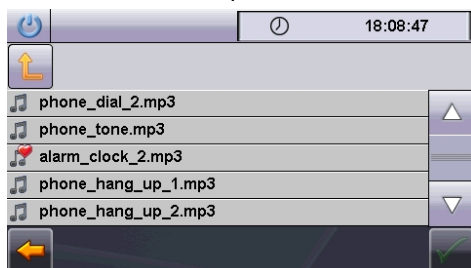 18:08:47
phone_dial_2.mp3
phone_tone.mp3
alarm_clock_2.mp3
phone_hang_up_1.mp3
phone_hang_up_2.mp3